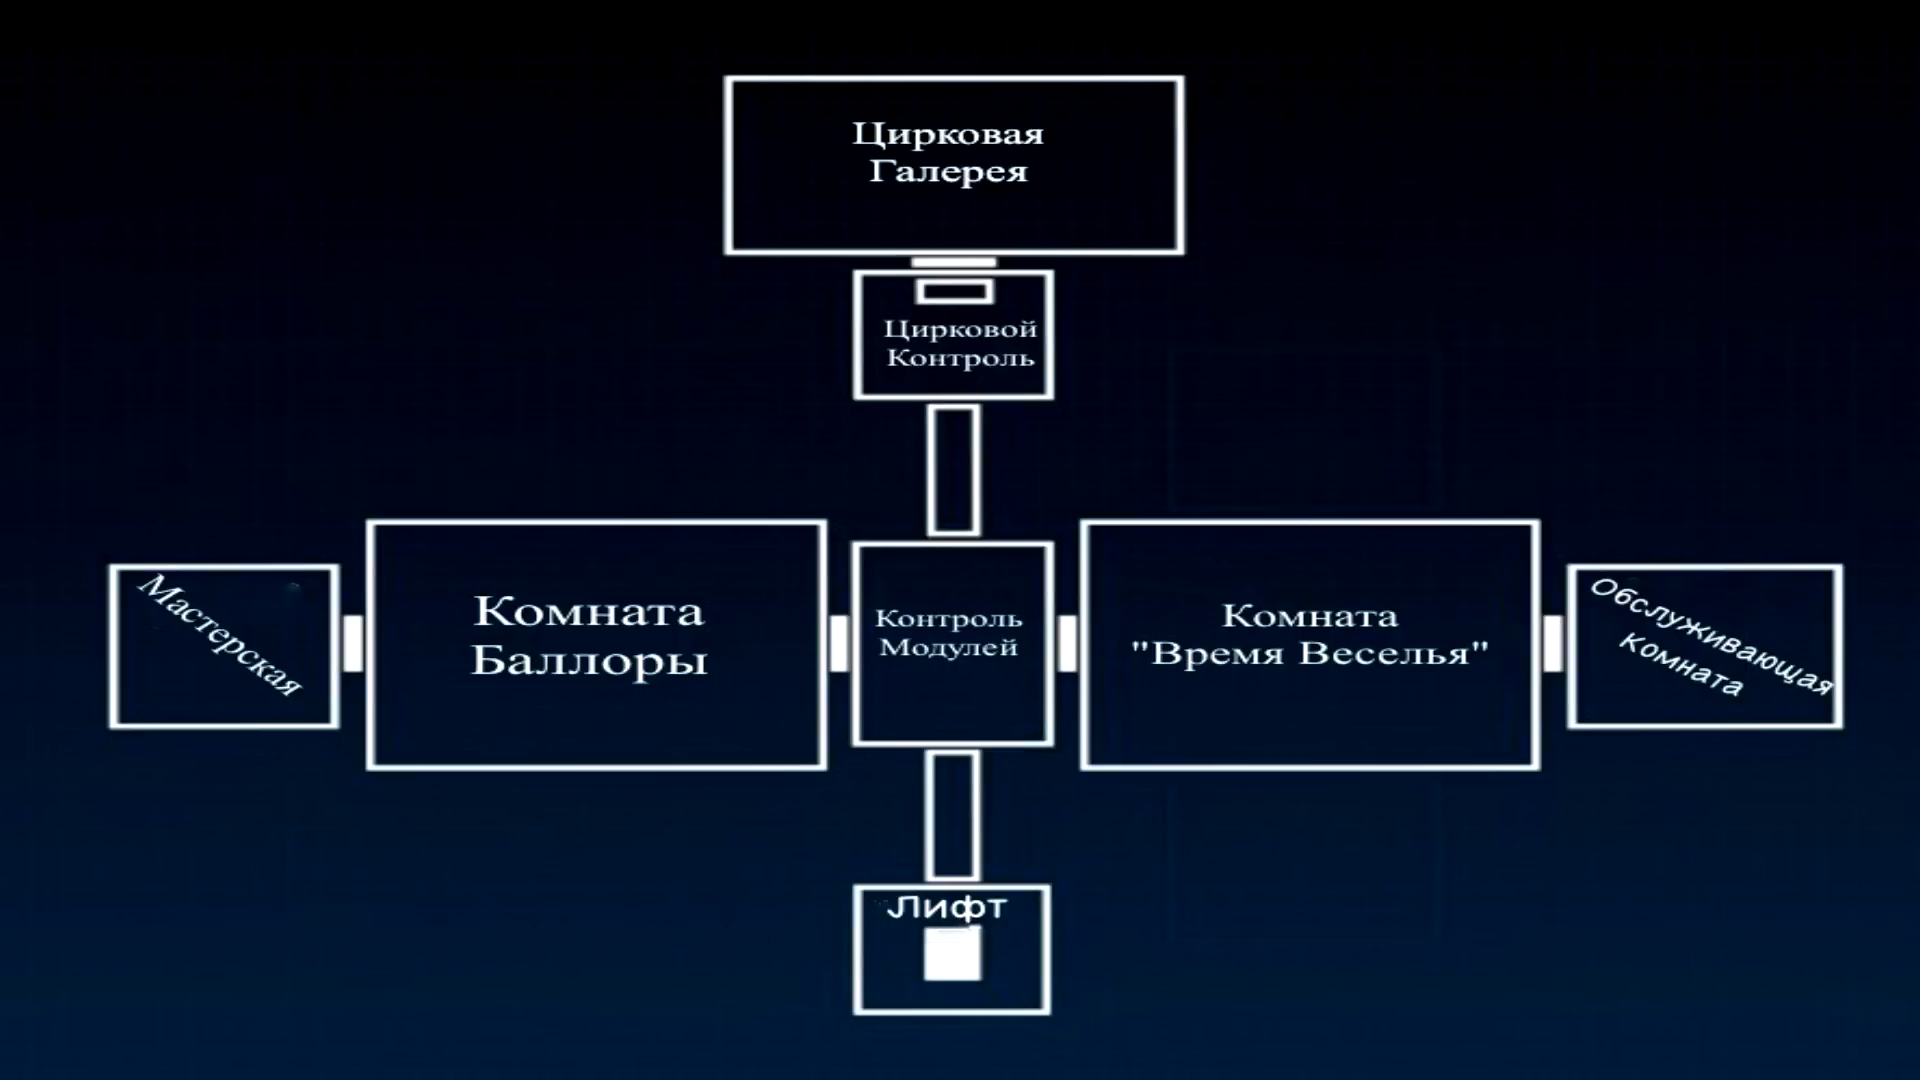 Цирковая
Галерея
Цирковой
Контроль
Мастерская
Комната
Баллоры
Контроль
Модулей
Комната
"Время Веселья"
Обслуживающая
Комната
Лифт